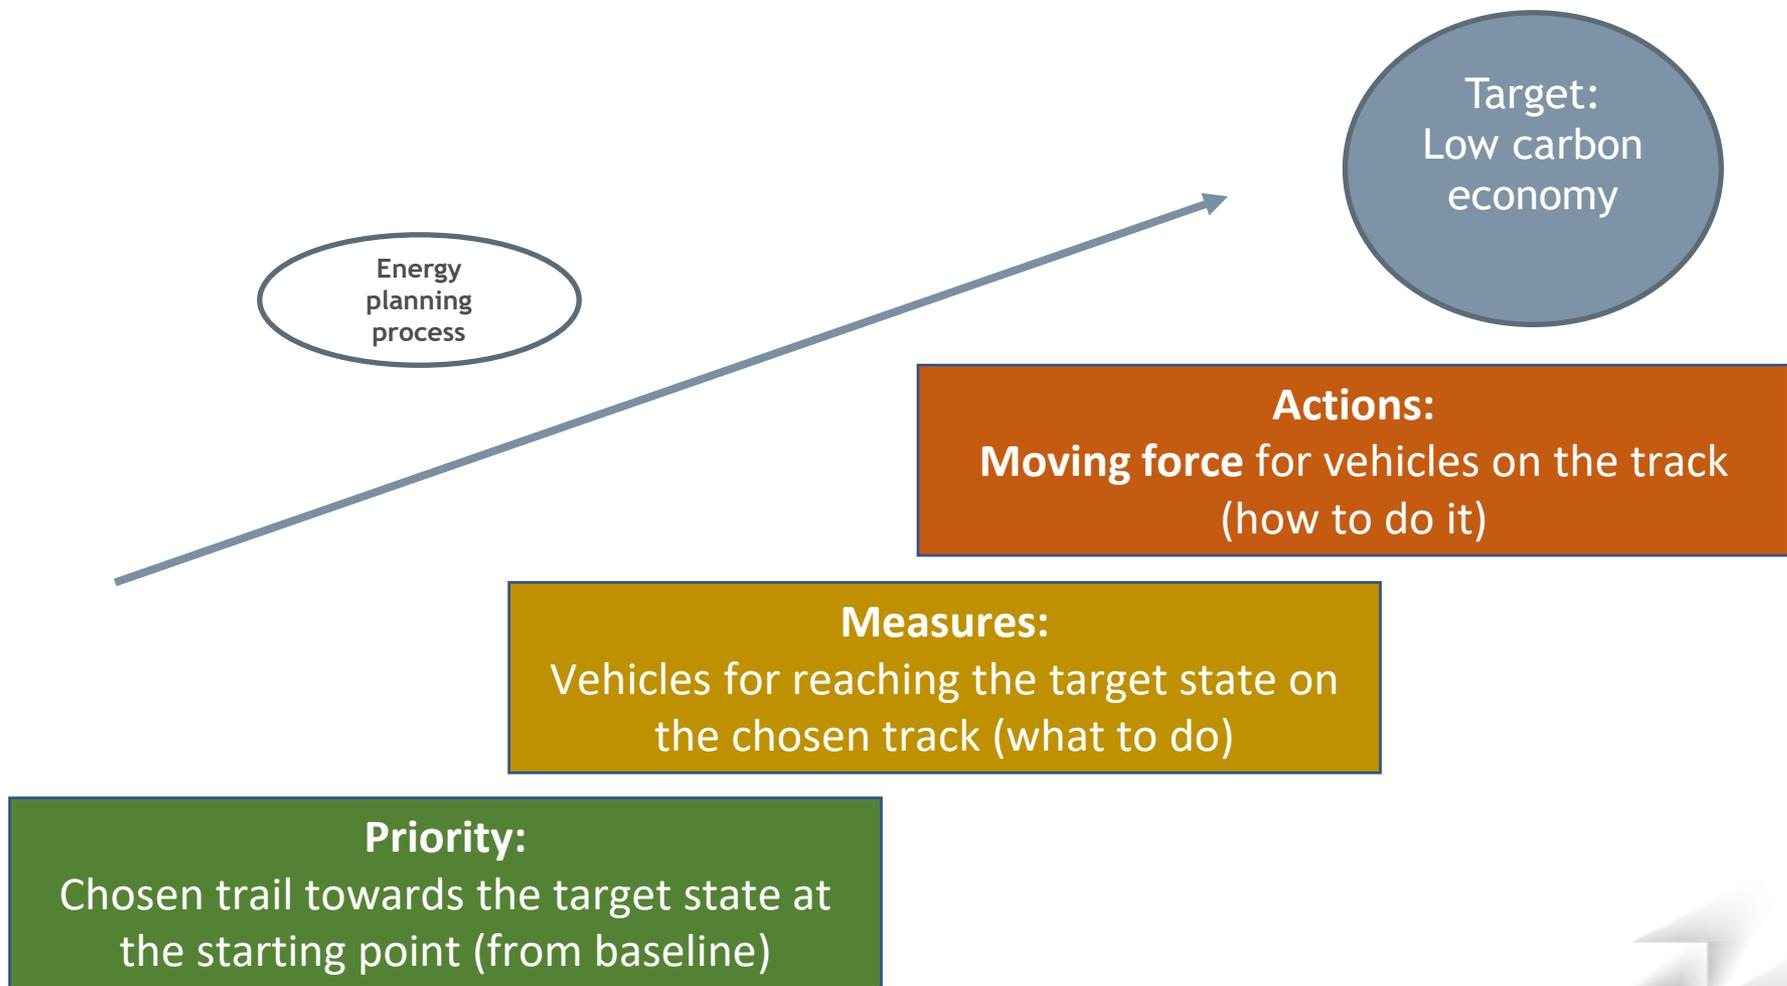 Target:
Low carbon
economy
Energy
planning
process
Actions:
Moving force for vehicles on the track
(how to do it)
Measures:
Vehicles for reaching the target state on
the chosen track (what to do)
Priority:
Chosen trail towards the target state at
the starting point (from baseline)